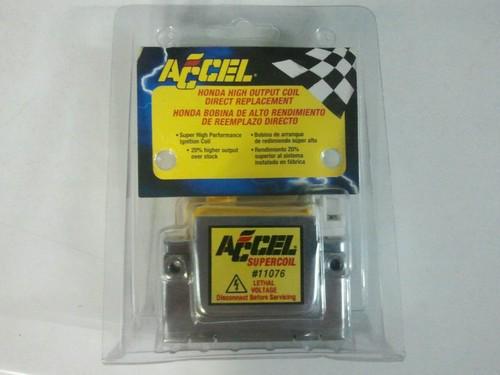 ACCEL
HONDA HIGH OUTPUT COIL
DIRECT REPLACEMENT
HONDA BOBINA DE ALTO RENDIMIENTO
DE REEMPLAZO DIRECTO
• Super High Performance
Ignition Coil
• 20% higher output
over stock
• Bobina de arranque
de redimiendo súper alto
• Rendimiento 20%
superior al sistema
instalado en fábrica
ACCEL
SUPERCOIL
#11076
LETHAL
VOLTAGE
Disconnect Before Servicing